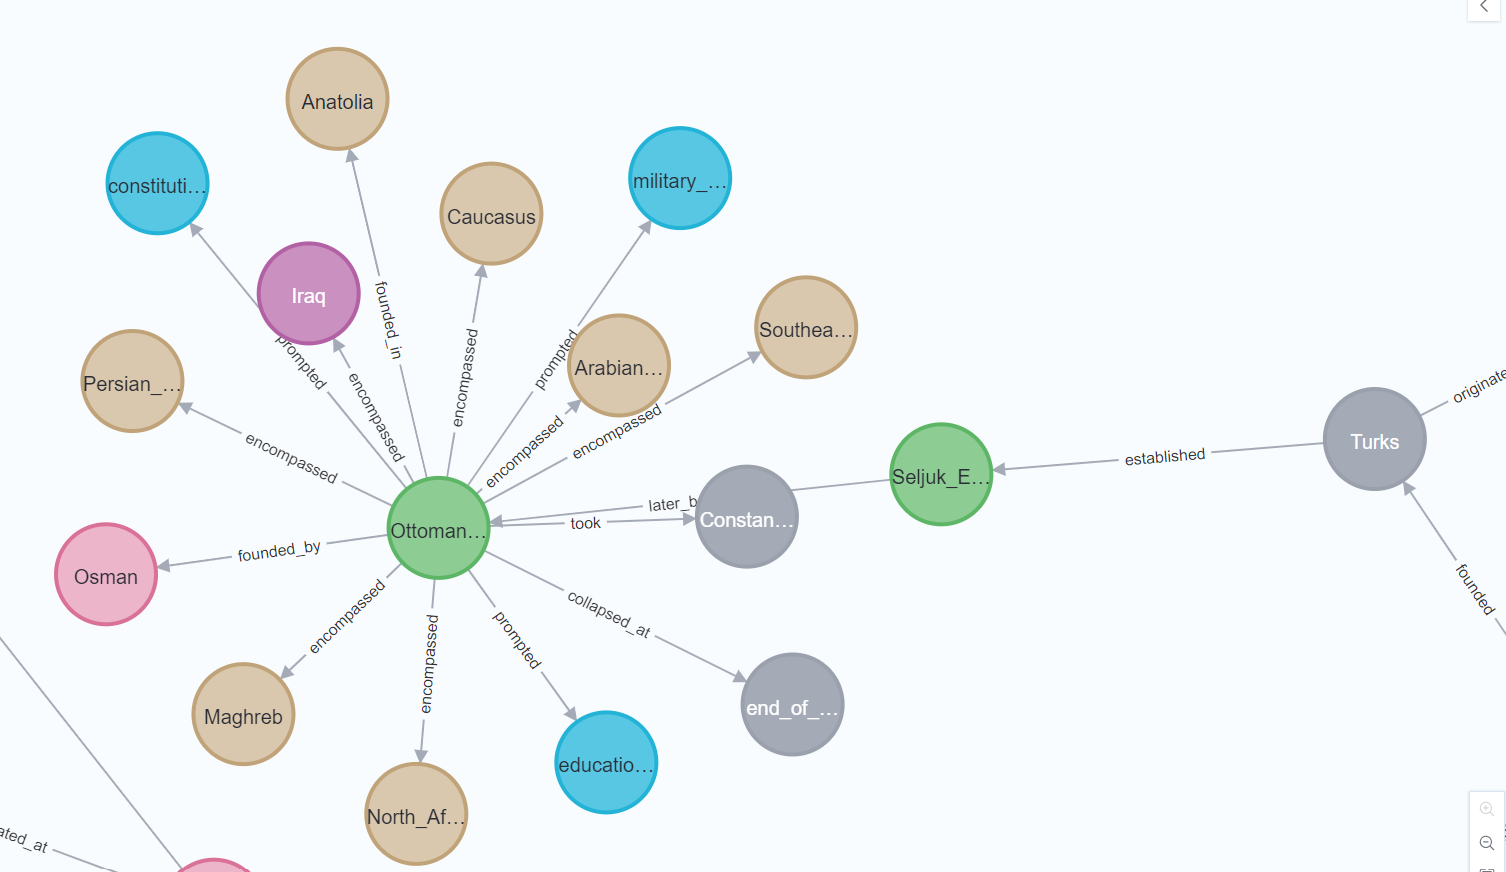 Anatolia
constituti...
military_...
Caucasus
Iraq
founded_in
Southea...
encompassed
prompted
Arabian...
prompted
Persian_...
encompassed
encompassed
encompassed
encompassed
originate
Turks
established
Seljuk_E...
later_b
Constan...
took
Ottoman...
founded_by
Osman
founded
collapsed_at
encompassed
prompted
encompassed
end_of_...
Maghreb
educatio...
North_Af...
ated_at